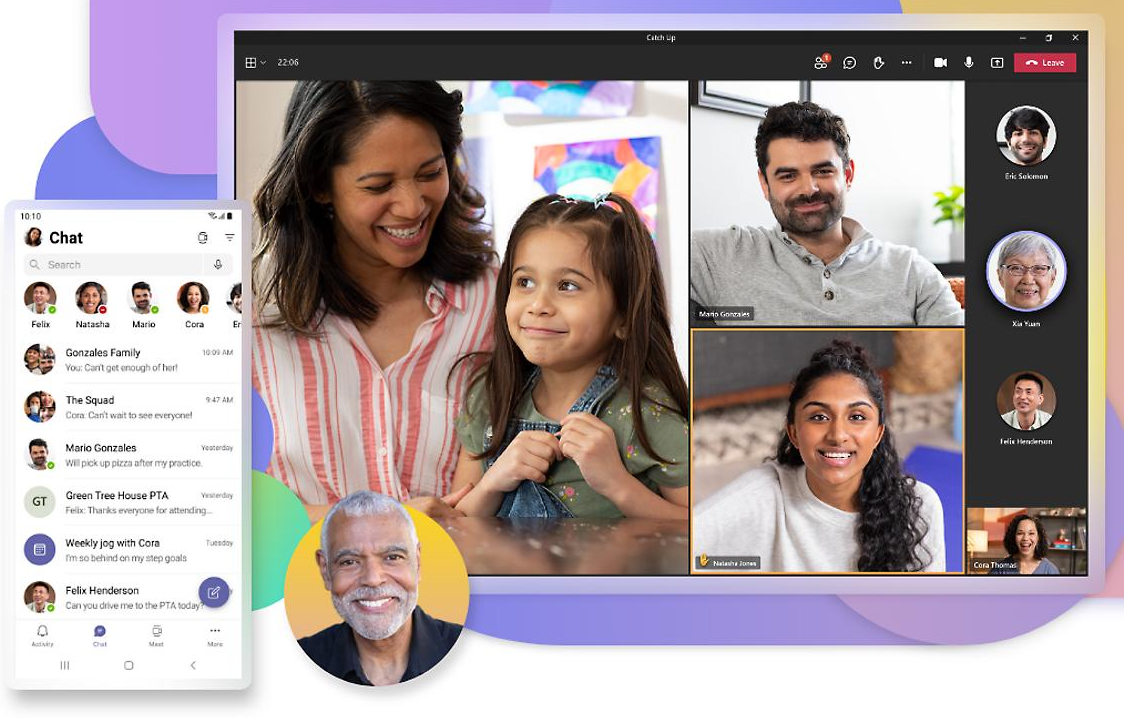 Catch Up
22:06
1
Leave
Mario Gonzales
Natasha Jones
Eric Solomon
Xia Yuan
Felix Henderson
Cora Thomas
10:10
Chat
Search
Felix Natasha Mario Cora Er
Gonzales Family 10:09 AM
You: Can't get enough of her!
The Squad 9:47 AM
Cora: Can't wait to see everyone!
Mario Gonzales Yesterday
Will pick up pizza after my practice.
GT
Green Tree House PTA Yesterday
Felix: Thanks everyone for attending...
Weekly jog with Cora Tuesday
I'm so behind on my step goals
Felix Henderson
Can you drive me to the PTA today?
Activity Chat Meet More